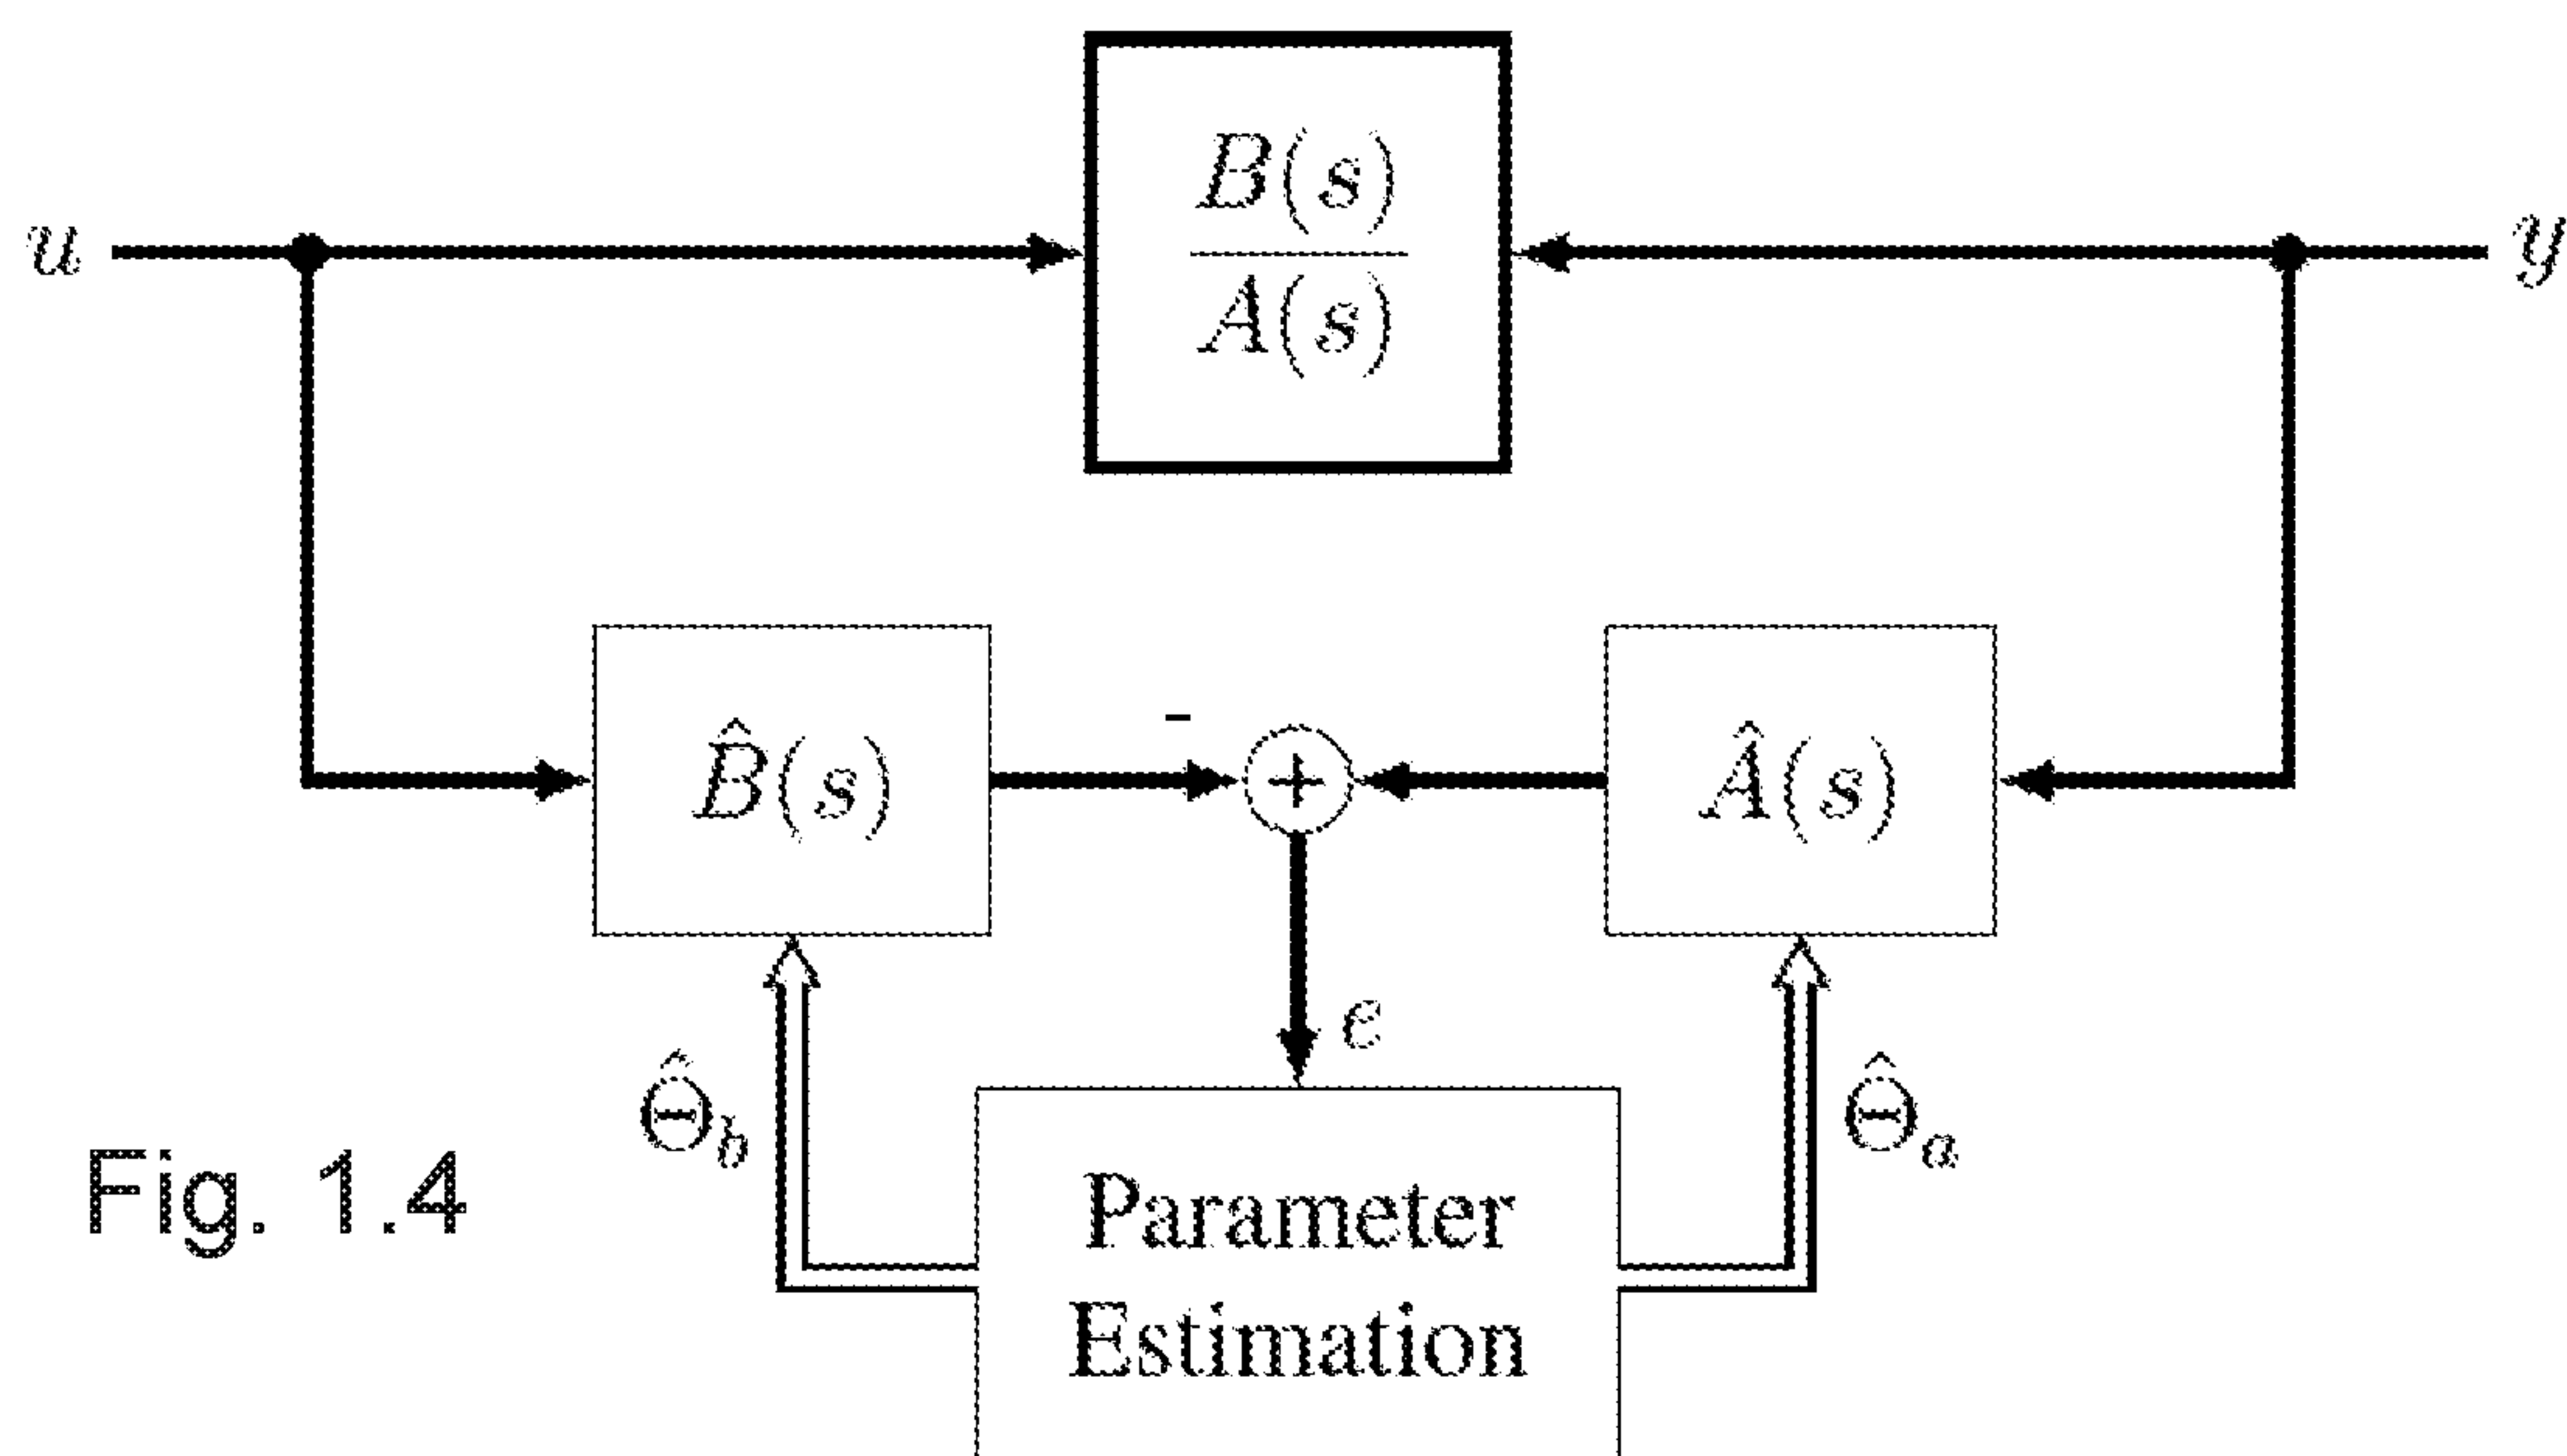 B(s)
A(s)
u
y
-
B̂(s)
+
Â(s)
e
Θ̂b
Θ̂a
Fig. 1.4
Parameter
Estimation